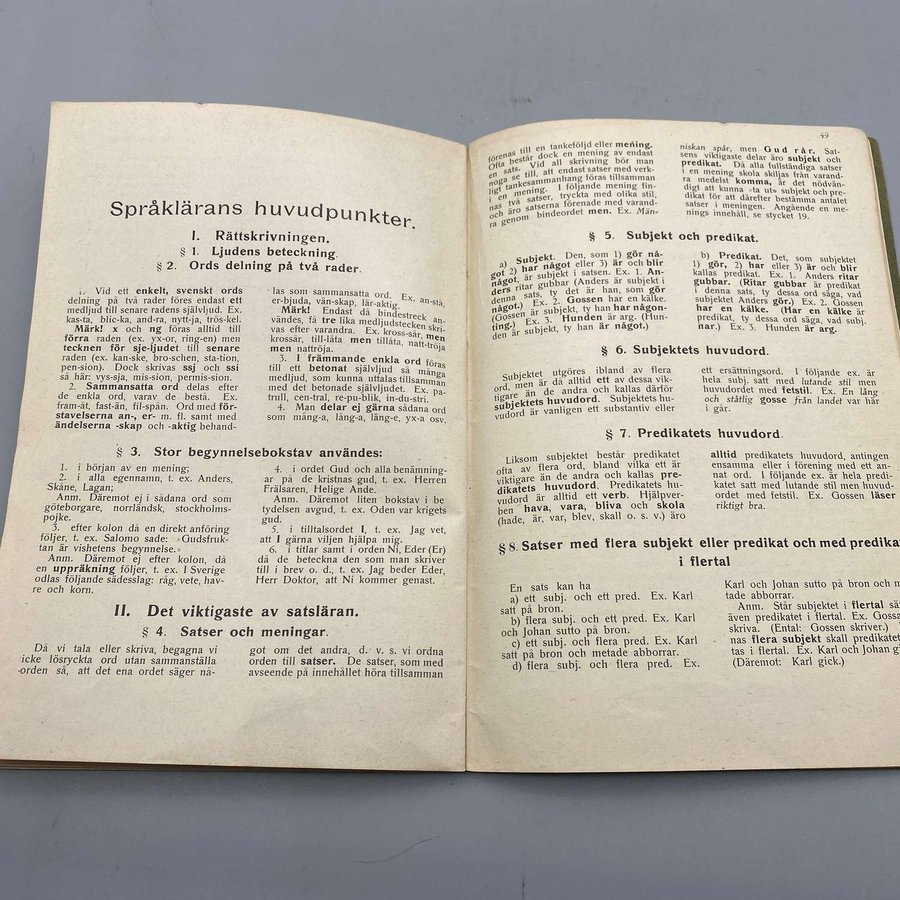 Språklärans huvudpunkter.
I. Rättskrivningen.
§ 1. Ljudens beteckning.
§ 2. Ords delning på två rader.
1. Vid ett enkelt, svenskt ords
delning på två rader föres endast ett
medljud till senare radens självljud. Ex.
kas-ta, blic-ka, and-ra, nytt-ja, trös-kel.
Märk! x och ng föras alltid till
förra raden (ex. yx-or, ring-en) men
tecknen för sje-ljudet till senare
raden (ex. kan-ske, bro-schen, sta-tion,
pen-sion). Dock skrivas ssj och ssi
så här: vys-sja, mis-sion, permis-sion.
2. Sammansatta ord delas efter
de enkla ord, varav de bestå. Ex.
fram-åt, fast-än, fil-spån. Ord med för-
stavelserna an-, er- m. fl. samt med
ändelserna -skap och -aktig behand-
las som sammansatta ord. Ex. an-stå,
er-bjuda, vän-skap, lär-aktig.
Märk! Endast då bindestreck an-
vändes, få tre lika medljudstecken skri-
vas efter varandra. Ex. kross-sår, men
krossår, till-låta men tillåta, natt-tröja
men nattröja.
3. I främmande enkla ord föras
till ett betonat självljud så många
medljud, som kunna uttalas tillsamman
med det betonade självljudet. Ex. pa-
trull, cen-tral, re-pu-blik, in-du-stri.
4. Man delar ej gärna sådana ord
som mång-a, lång-a, läng-e, yx-a osv.
§ 3. Stor begynnelsebokstav användes:
1. i början av en mening;
2. i alla egennamn, t. ex. Anders,
Skåne, Lagan;
Anm. Däremot ej i sådana ord som
göteborgare, norrländsk, stockholms-
pojke.
3. efter kolon då en direkt anföring
följer, t. ex. Salomo sade: »Gudsfruk-
tan är vishetens begynnelse.»
Anm. Däremot ej efter kolon, då
en uppräkning följer, t. ex. I Sverige
odlas följande sädesslag: råg, vete, hav-
re och korn.
4. i ordet Gud och alla benämning-
ar på de kristnas gud, t. ex. Herren
Frälsaren, Helige Ande.
Anm. Däremot liten bokstav i be
tydelsen avgud, t. ex. Oden var krigets
gud.
5. i tilltalsordet I, t. ex. Jag vet,
att I gärna viljen hjälpa mig.
6. i titlar samt i orden Ni, Eder (Er)
då de beteckna den som man skriver
till i brev o. d., t. ex. Jag beder Eder,
Herr Doktor, att Ni kommer genast.
II. Det viktigaste av satsläran.
§ 4. Satser och meningar.
Då vi tala eller skriva, begagna vi
icke lösryckta ord utan sammanställa
orden så, att det ena ordet säger nå-
got om det andra, d. v. s. vi ordna
orden till satser. De satser, som med
avseende på innehållet höra tillsamman
49
förenas till en tankeföljd eller mening.
Ofta består dock en mening av endast
en sats. Vid all skrivning bör man
noga se till, att endast satser med verk-
ligt tankesammanhang föras tillsamman
i en mening. I följande mening fin-
nas två satser, tryckta med olika stil,
och äro satserna förenade med varand-
ra genom bindeordet men. Ex. Män-
niskan spår, men Gud rår. Sat-
sens viktigaste delar äro subjekt och
predikat. Då alla fullständiga satser
i en mening skola skiljas från varand-
ra medelst komma, är det nödvän-
digt att kunna »ta ut» subjekt och pre-
dikat för att därefter bestämma antalet
satser i meningen. Angående en me-
nings innehåll, se stycket 19.
§ 5. Subjekt och predikat.
a) Subjekt. Den, som 1) gör nå-
got 2) har något eller 3) är och blir
något, är subjekt i satsen. Ex. 1. An-
ders ritar gubbar (Anders är subjekt i
denna sats, ty det är han, som gör
något.) Ex. 2. Gossen har en kälke.
(Gossen är subjekt, ty han har någon-
ting.) Ex. 3. Hunden är arg. (Hun-
den är subjekt, ty han är något.)
b) Predikat. Det, som subjektet
1) gör, 2) har eller 3) är och blir
kallas predikat. Ex. 1. Anders ritar
gubbar. (Ritar gubbar är predikat
i denna sats, ty dessa ord säga, vad
subjektet Anders gör.) Ex. 2. Gossen
har en kälke. (Har en kälke är
predikat, ty dessa ord säga, vad subj.
har.) Ex. 3. Hunden är arg.
§ 6. Subjektets huvudord.
Subjektet utgöres ibland av flera
ord, men är då alltid ett av dessa vik-
tigare än de andra och kallas därför
subjektets huvudord. Subjektets hu-
vudord är vanligen ett substantiv eller
ett ersättningsord. I följande ex. är
hela subj. satt med lutande stil men
huvudordet med fetstil. Ex. En lång
och ståtlig gosse från landet var här
i går.
§ 7. Predikatets huvudord.
Liksom subjektet består predikatet
ofta av flera ord, bland vilka ett är
viktigare än de andra och kallas pre-
dikatets huvudord. Predikatets hu-
vudord är alltid ett verb. Hjälpver-
ben hava, vara, bliva och skola
(hade, är, var, blev, skall o. s. v.) äro
alltid predikatets huvudord, antingen
ensamma eller i förening med ett an-
nat ord. I följande ex. är hela predi-
katet satt med lutande stil men huvud-
ordet med fetstil. Ex. Gossen läser
riktigt bra.
§ 8. Satser med flera subjekt eller predikat och med predikat
i flertal
En sats kan ha
a) ett subj. och ett pred. Ex. Karl
satt på bron.
b) flera subj. och ett pred. Ex. Karl
och Johan sutto på bron.
c) ett subj. och flera pred. Ex. Karl
satt på bron och metade abborrar.
d) flera subj. och flera pred. Ex.
Karl och Johan sutto på bron och
tade abborrar.
Anm. Står subjektet i flertal
även predikatet i flertal. Ex.
skriva. (Ental: Gossen skriver.)
nas flera subjekt skall predikatet
tas i flertal. Ex. Karl och Johan
(Däremot: Karl gick.)